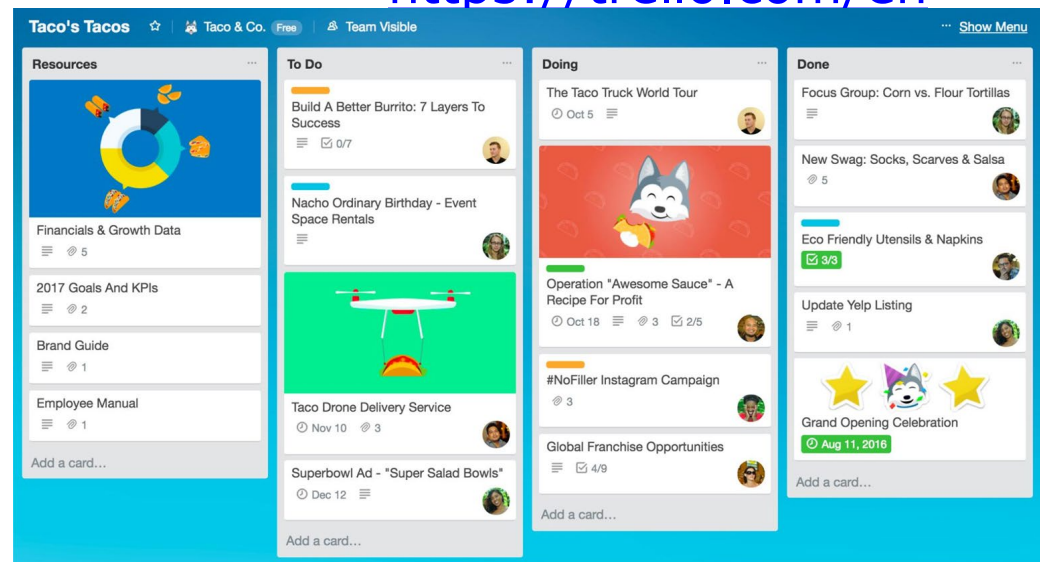 https://trello.com/en
Taco's Tacos Taco & Co. Free Team Visible ... Show Menu
Resources ...
Financials & Growth Data
5
2017 Goals And KPIs
2
Brand Guide
1
Employee Manual
1
Add a card...
To Do ...
Build A Better Burrito: 7 Layers To
Success
0/7
Nacho Ordinary Birthday - Event
Space Rentals
Taco Drone Delivery Service
Nov 10 3
Superbowl Ad - "Super Salad Bowls"
Dec 12
Add a card...
Doing ...
The Taco Truck World Tour
Oct 5
Operation "Awesome Sauce" - A
Recipe For Profit
Oct 18 3 2/5
#NoFiller Instagram Campaign
3
Global Franchise Opportunities
4/9
Add a card...
Done ...
Focus Group: Corn vs. Flour Tortillas
New Swag: Socks, Scarves & Salsa
5
Eco Friendly Utensils & Napkins
3/3
Update Yelp Listing
1
Grand Opening Celebration
Aug 11, 2016
Add a card...